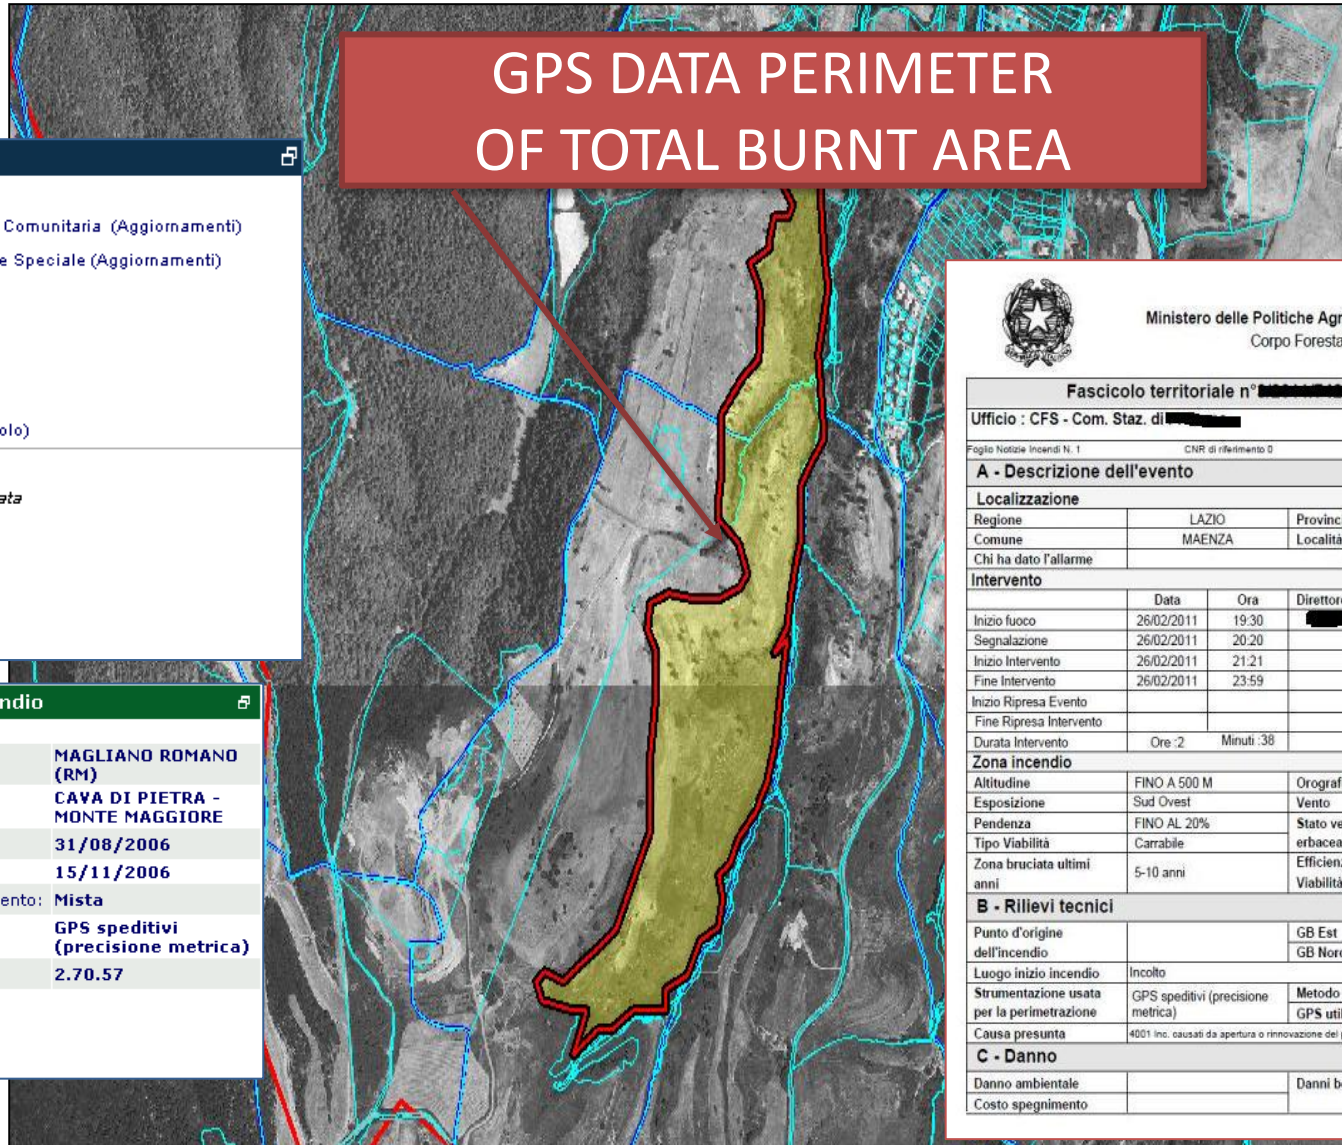 GPS DATA PERIMETER
OF TOTAL BURNT AREA
Comunitaria (Aggiornamenti)
e Speciale (Aggiornamenti)
olo)
ata
ndio
MAGLIANO ROMANO
(RM)
CAVA DI PIETRA -
MONTE MAGGIORE
31/08/2006
15/11/2006
ento: Mista
GPS speditivi
(precisione metrica)
2.70.57
Ministero delle Politiche Agr
Corpo Foresta
Fascicolo territoriale n°
Ufficio : CFS - Com. Staz. di
Foglio Notizie Incendi N. 1 CNR di riferimento 0
A - Descrizione dell'evento
Localizzazione
Regione LAZIO Provinc
Comune MAENZA Località
Chi ha dato l'allarme
Intervento
Data Ora Direttore
Inizio fuoco 26/02/2011 19:30
Segnalazione 26/02/2011 20:20
Inizio Intervento 26/02/2011 21:21
Fine Intervento 26/02/2011 23:59
Inizio Ripresa Evento
Fine Ripresa Intervento
Durata Intervento Ore :2 Minuti :38
Zona incendio
Altitudine FINO A 500 M Orograf
Esposizione Sud Ovest Vento
Pendenza FINO AL 20% Stato ve
Tipo Viabilità Carrabile erbacea
Zona bruciata ultimi
anni 5-10 anni Efficien
Viabilità
B - Rilievi tecnici
Punto d'origine
dell'incendio GB Est
GB Nord
Luogo inizio incendio Incolto
Strumentazione usata
per la perimetrazione GPS speditivi (precisione
metrica) Metodo
GPS util
Causa presunta 4001 Inc. causati da apertura o rinnovazione del
C - Danno
Danno ambientale Danni b
Costo spegnimento